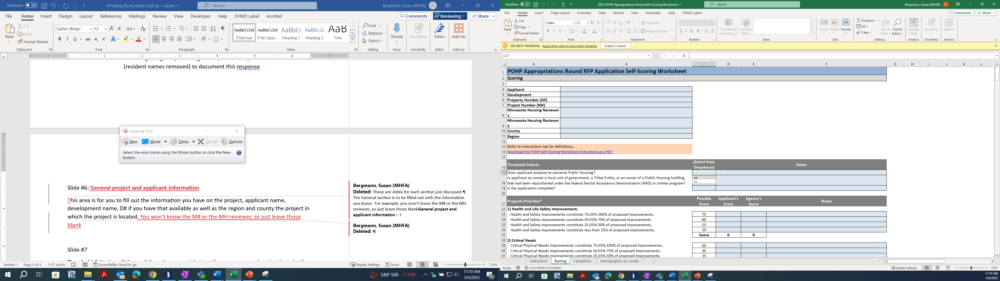 AutoSave Off PPTalking Points Notes SSW sb • Saved Search Bergmann, Susan (MHFA)
File Home Insert Design Layout References Mailings Review View Developer Help DYMO Label Acrobat Comments Reviewing Share
Paste Cut Copy Format Painter Clipboard
Calibri (Body) 12 Font
Paragraph
AaBbCcDd AaBbCcDd AaBbCc AaBbCcD AaB
¶ Normal ¶ No Spac... Heading 1 Heading 2 Title
Styles
Find Replace Select Editing
Dictate Voice Sensitivity Sensitivity Editor Editor Add-ins Add-ins
(resident names removed) to document this response
Snipping Tool
New Mode Delay Cancel Options
Select the snip mode using the Mode button or click the New
button.
Slide #6: General project and applicant information
This area is for you to fill out the information you have on the project, applicant name,
development name, D# if you have that available as well as the region and county the project in
which the project is located. You won't know the M# or the MH reviewer, so just leave those
blank
Slide #7
Bergmann, Susan (MHFA)
Deleted: These are slides for each section just discussed ¶
The General section is to be filled out with the information
you know. For example, you won't know the M# or the MH
reviewer, so just leave those blankGeneral project and
applicant information – t
Bergmann, Susan (MHFA)
Deleted: ¶
Section: 1 Page 3 of 4 1137 words Accessibility: Good to go Display Settings Focus 120%
S&P 500 -1.31% 11:10 AM
3/4/2025 20
AutoSave Off 2025 POHP Appropriations Round Self-Scoring Worksheet Search Bergmann, Susan (MHFA) BS
File Home Insert Page Layout Formulas Data Review View Automate Help DYMO Label Comments Share
Paste Cut Copy Format Painter Clipboard
Calibri 12 Font
Wrap Text Merge & Center Alignment
Number
Conditional Formatting Format as Table Styles
Insert Delete Format Cells
AutoSum Fill Clear Sort & Filter Find & Select Editing
Analyze Data Analysis Sensitivity Sensitivity Add-ins Add-ins
SECURITY WARNING Application add-ins have been disabled. Enable Content
C17 fx
A B C D E F G H I J K L
1 POHP Appropriations Round RFP Application Self-Scoring Worksheet
2 Scoring
3
4 Applicant
5 Development
6 Property Number (D#)
7 Project Number (M#)
Minnesota Housing Reviewer
8 1
Minnesota Housing Reviewer
9 2
10 County
11 Region
12
13 Refer to Instructions tab for definitions.
14 Download the POHP Self-Scoring Worksheet Instructions as a PDF.
15
16 Threshold Criteria (Select from Dropdown) Notes
17 Does applicant propose to preserve Public Housing?
Is applicant an owner a local unit of government, a Tribal Entity, or an owner of a Public Housing building yes
18 that had been repositioned under the federal Rental Assistance Demonstration (RAD) or similar program? no
19 Is the application complete?
20
21 Program Priorities* Possible Score Applicant's Score Agency's Score Notes
22 1) Health and Life Safety Improvements
23 Health and Safety improvements constitute 75.01%-100% of proposed improvements. 75
24 Health and Safety improvements constitute 50.01%-75% of proposed improvements. 60
25 Health and Safety improvements constitute 25.01%-50% of proposed improvements. 15
26 Health and Safety improvements constitute less than 25% of proposed improvements. 10
27 Score 0 0
28 2) Critical Needs
29 Critical Physical Needs Improvements constitute 75.01%-100% of proposed improvements. 50
30 Critical Physical Needs Improvements constitute 50.01%-75% of proposed improvements. 30
31 Critical Physical Needs Improvements constitute 25.01%-50% of proposed improvements. 15
Instructions Scoring Calculations Demographics by County
Ready Accessibility: Investigate Display Settings 100%
11:10 AM
3/4/2025